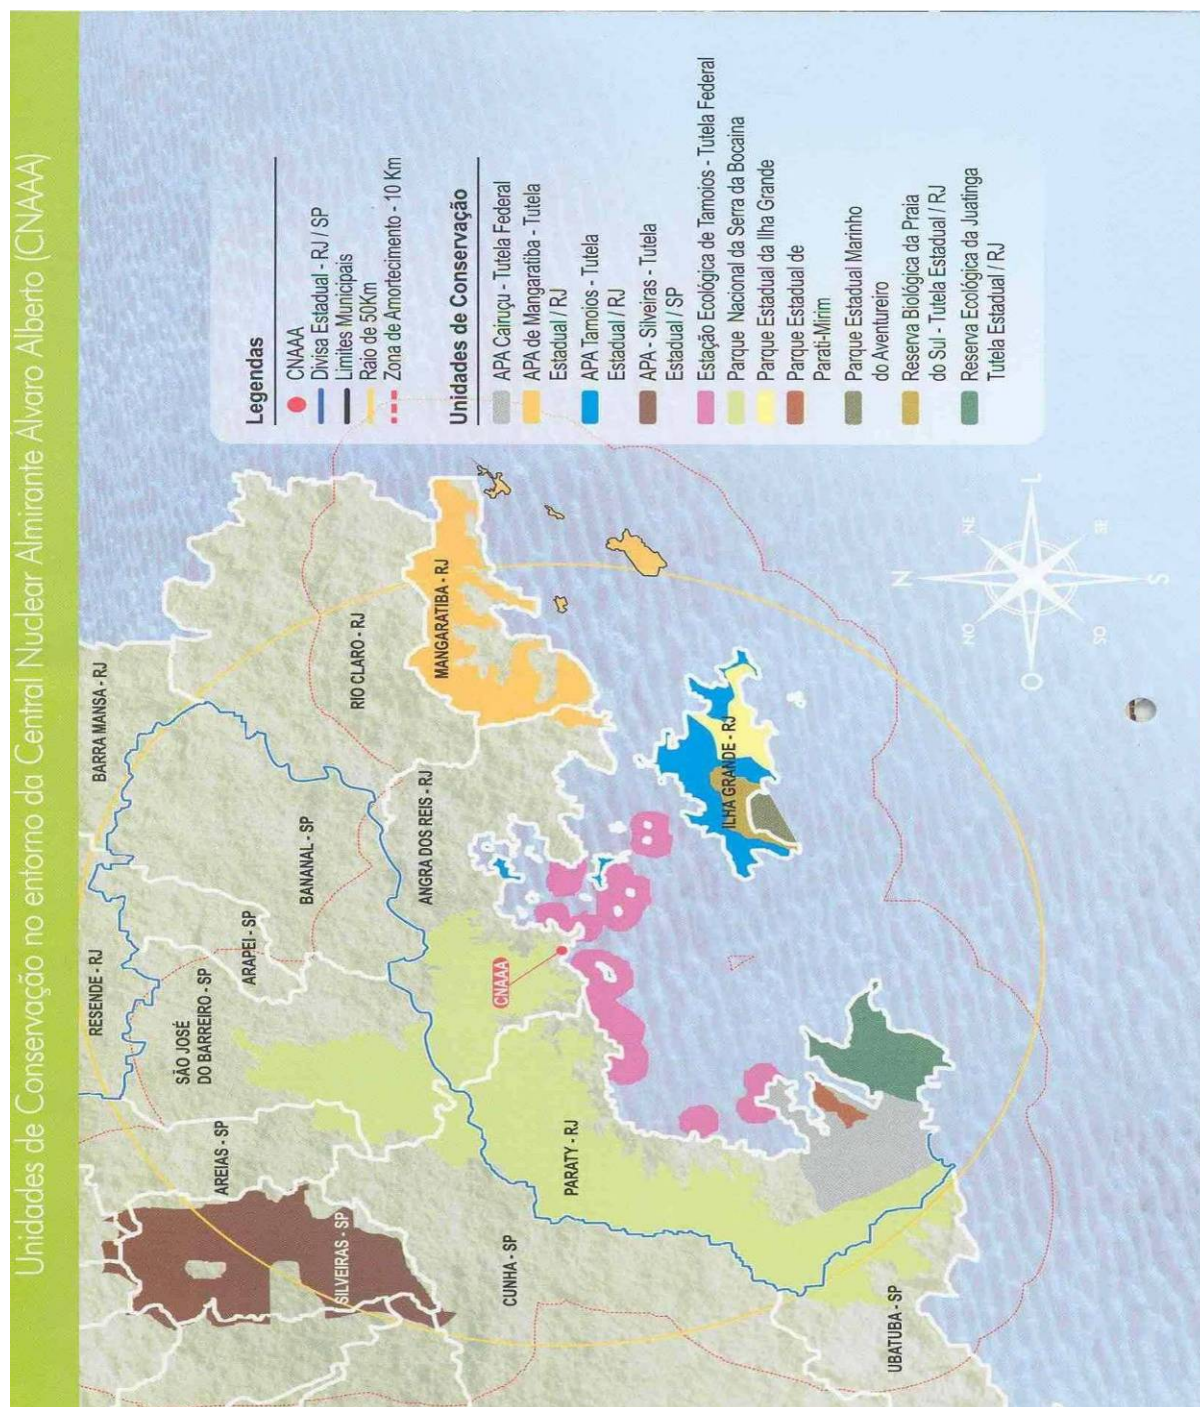 Unidades de Conservação no entorno da Central Nuclear Almirante Álvaro Alberto (CNAAA)
Legendas
CNAAA
Divisa Estadual - RJ / SP
Limites Municipais
Raio de 50Km
Zona de Amortecimento - 10 Km
Unidades de Conservação
APA Cairuçu - Tutela Federal
APA de Mangaratiba - Tutela
Estadual / RJ
APA Tamoios - Tutela
Estadual / RJ
APA - Silveiras - Tutela
Estadual / SP
Estação Ecológica de Tamoios - Tutela Federal
Parque Nacional da Serra da Bocaina
Parque Estadual da Ilha Grande
Parque Estadual de
Parati-Mirim
Parque Estadual Marinho
do Aventureiro
Reserva Biológica da Praia
do Sul - Tutela Estadual / RJ
Reserva Ecológica da Juatinga
Tutela Estadual / RJ
RESENDE - RJ
BARRA MANSA - RJ
SÃO JOSÉ
DO BARREIRO - SP
ARAPEI - SP
AREIAS - SP
BANANAL - SP
RIO CLARO - RJ
SILVEIRAS - SP
ANGRA DOS REIS - RJ
MANGARATIBA - RJ
CNAAA
CUNHA - SP
PARATY - RJ
ILHA GRANDE - RJ
UBATUBA - SP
N
NE
L
SE
S
SO
O
NO